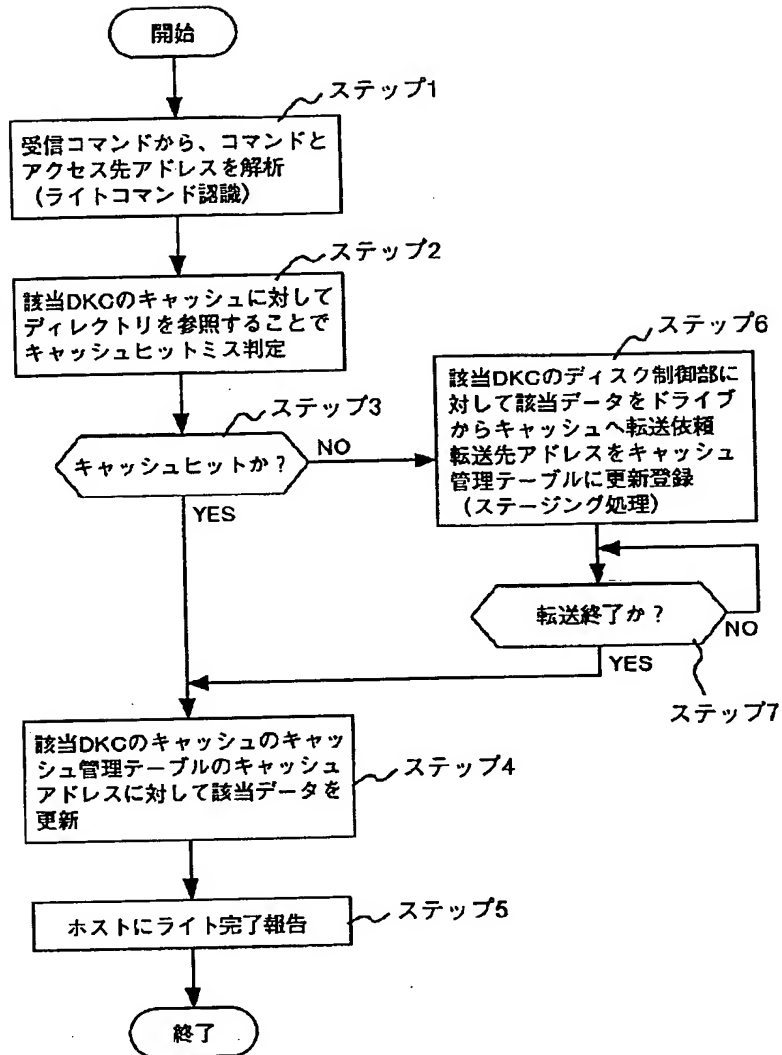 開始
ステップ1
受信コマンドから、コマンドと
アクセス先アドレスを解析
(ライトコマンド認識)
ステップ2
該当DKCのキャッシュに対して
ディレクトリを参照することで
キャッシュヒットミス判定
ステップ3
キャッシュヒットか?
NO
YES
ステップ6
該当DKCのディスク制御部に
対して該当データをドライブ
からキャッシュへ転送依頼
転送先アドレスをキャッシュ
管理テーブルに更新登録
(ステージング処理)
転送終了か?
NO
YES
ステップ7
該当DKCのキャッシュのキャッ
シュ管理テーブルのキャッシュ
アドレスに対して該当データを
更新
ステップ4
ホストにライト完了報告
ステップ5
終了